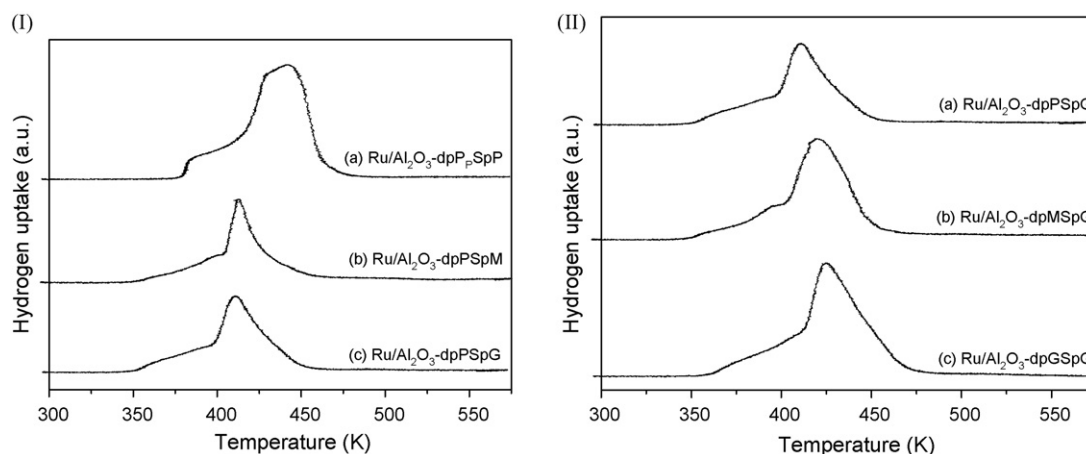 (I)
Hydrogen uptake (a.u.)
(a) Ru/Al₂O₃-dpPₚSpP
(b) Ru/Al₂O₃-dpPSpM
(c) Ru/Al₂O₃-dpPSpG
300 350 400 450 500 550
Temperature (K)
(II)
Hydrogen uptake (a.u.)
(a) Ru/Al₂O₃-dpPSpG
(b) Ru/Al₂O₃-dpMSpG
(c) Ru/Al₂O₃-dpGSpG
300 350 400 450 500 550
Temperature (K)